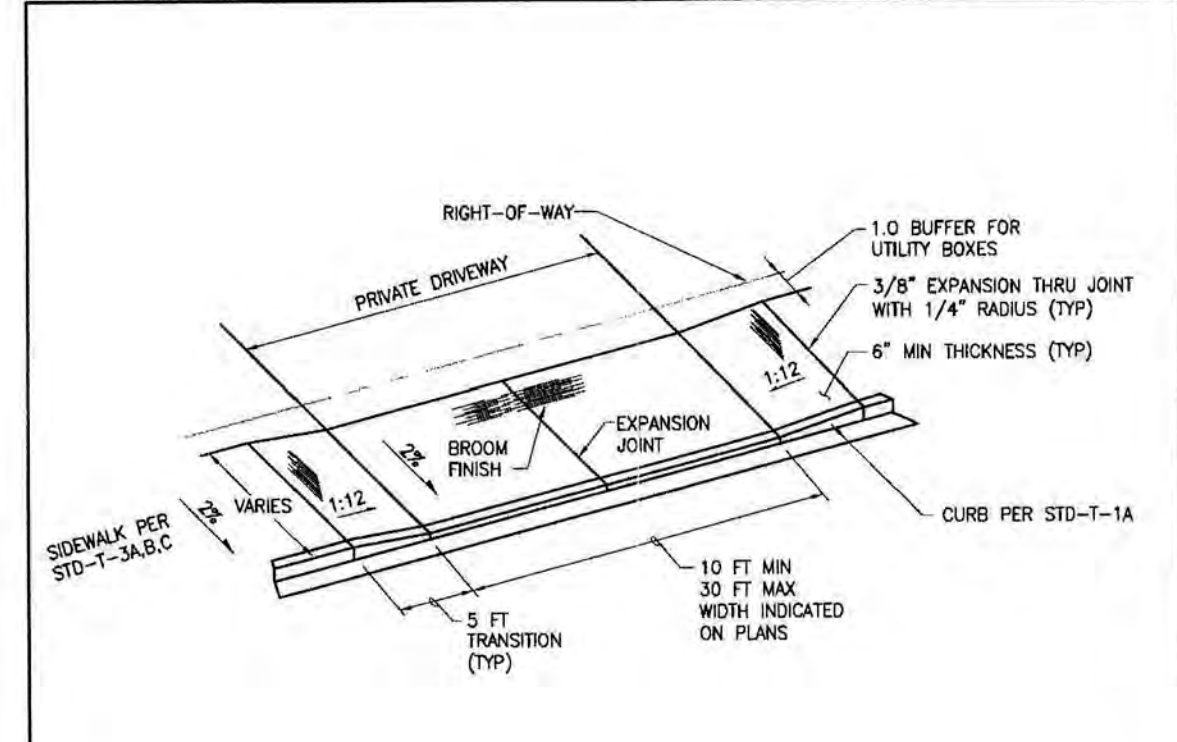 RIGHT-OF-WAY
1.0 BUFFER FOR
UTILITY BOXES
PRIVATE DRIVEWAY
3/8" EXPANSION THRU JOINT
WITH 1/4" RADIUS (TYP)
6" MIN THICKNESS (TYP)
1:12
EXPANSION
JOINT
BROOM
FINISH
2%
1:12
VARIES
2%
SIDEWALK PER
STD-T-3A,B,C
CURB PER STD-T-1A
10 FT MIN
30 FT MAX
WIDTH INDICATED
ON PLANS
5 FT
TRANSITION
(TYP)